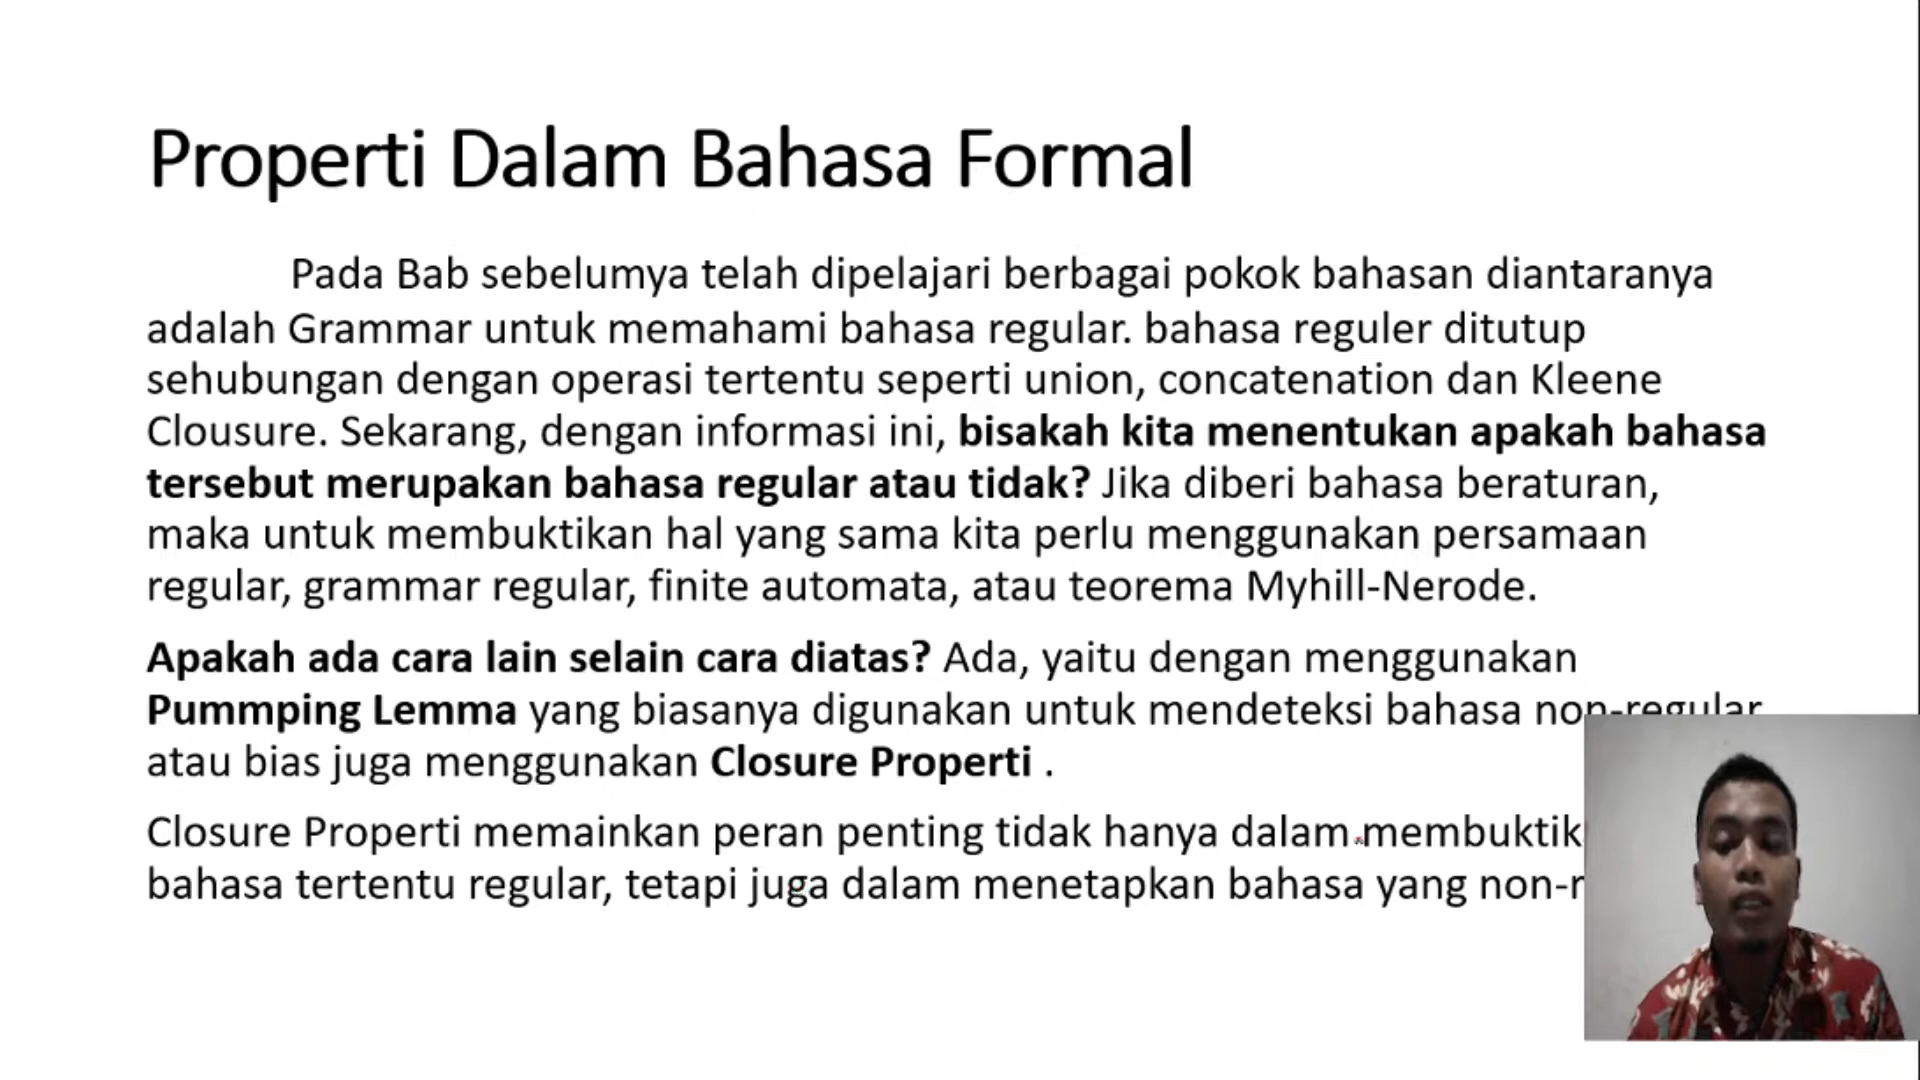 Properti Dalam Bahasa Formal
Pada Bab sebelumya telah dipelajari berbagai pokok bahasan diantaranya
adalah Grammar untuk memahami bahasa regular. bahasa reguler ditutup
sehubungan dengan operasi tertentu seperti union, concatenation dan Kleene
Clousure. Sekarang, dengan informasi ini, bisakah kita menentukan apakah bahasa
tersebut merupakan bahasa regular atau tidak? Jika diberi bahasa beraturan,
maka untuk membuktikan hal yang sama kita perlu menggunakan persamaan
regular, grammar regular, finite automata, atau teorema Myhill-Nerode.
Apakah ada cara lain selain cara diatas? Ada, yaitu dengan menggunakan
Pummping Lemma yang biasanya digunakan untuk mendeteksi bahasa non-regular
atau bias juga menggunakan Closure Properti .
Closure Properti memainkan peran penting tidak hanya dalam
bahasa tertentu regular, tetapi juga dalam menetapkan bahasa yang